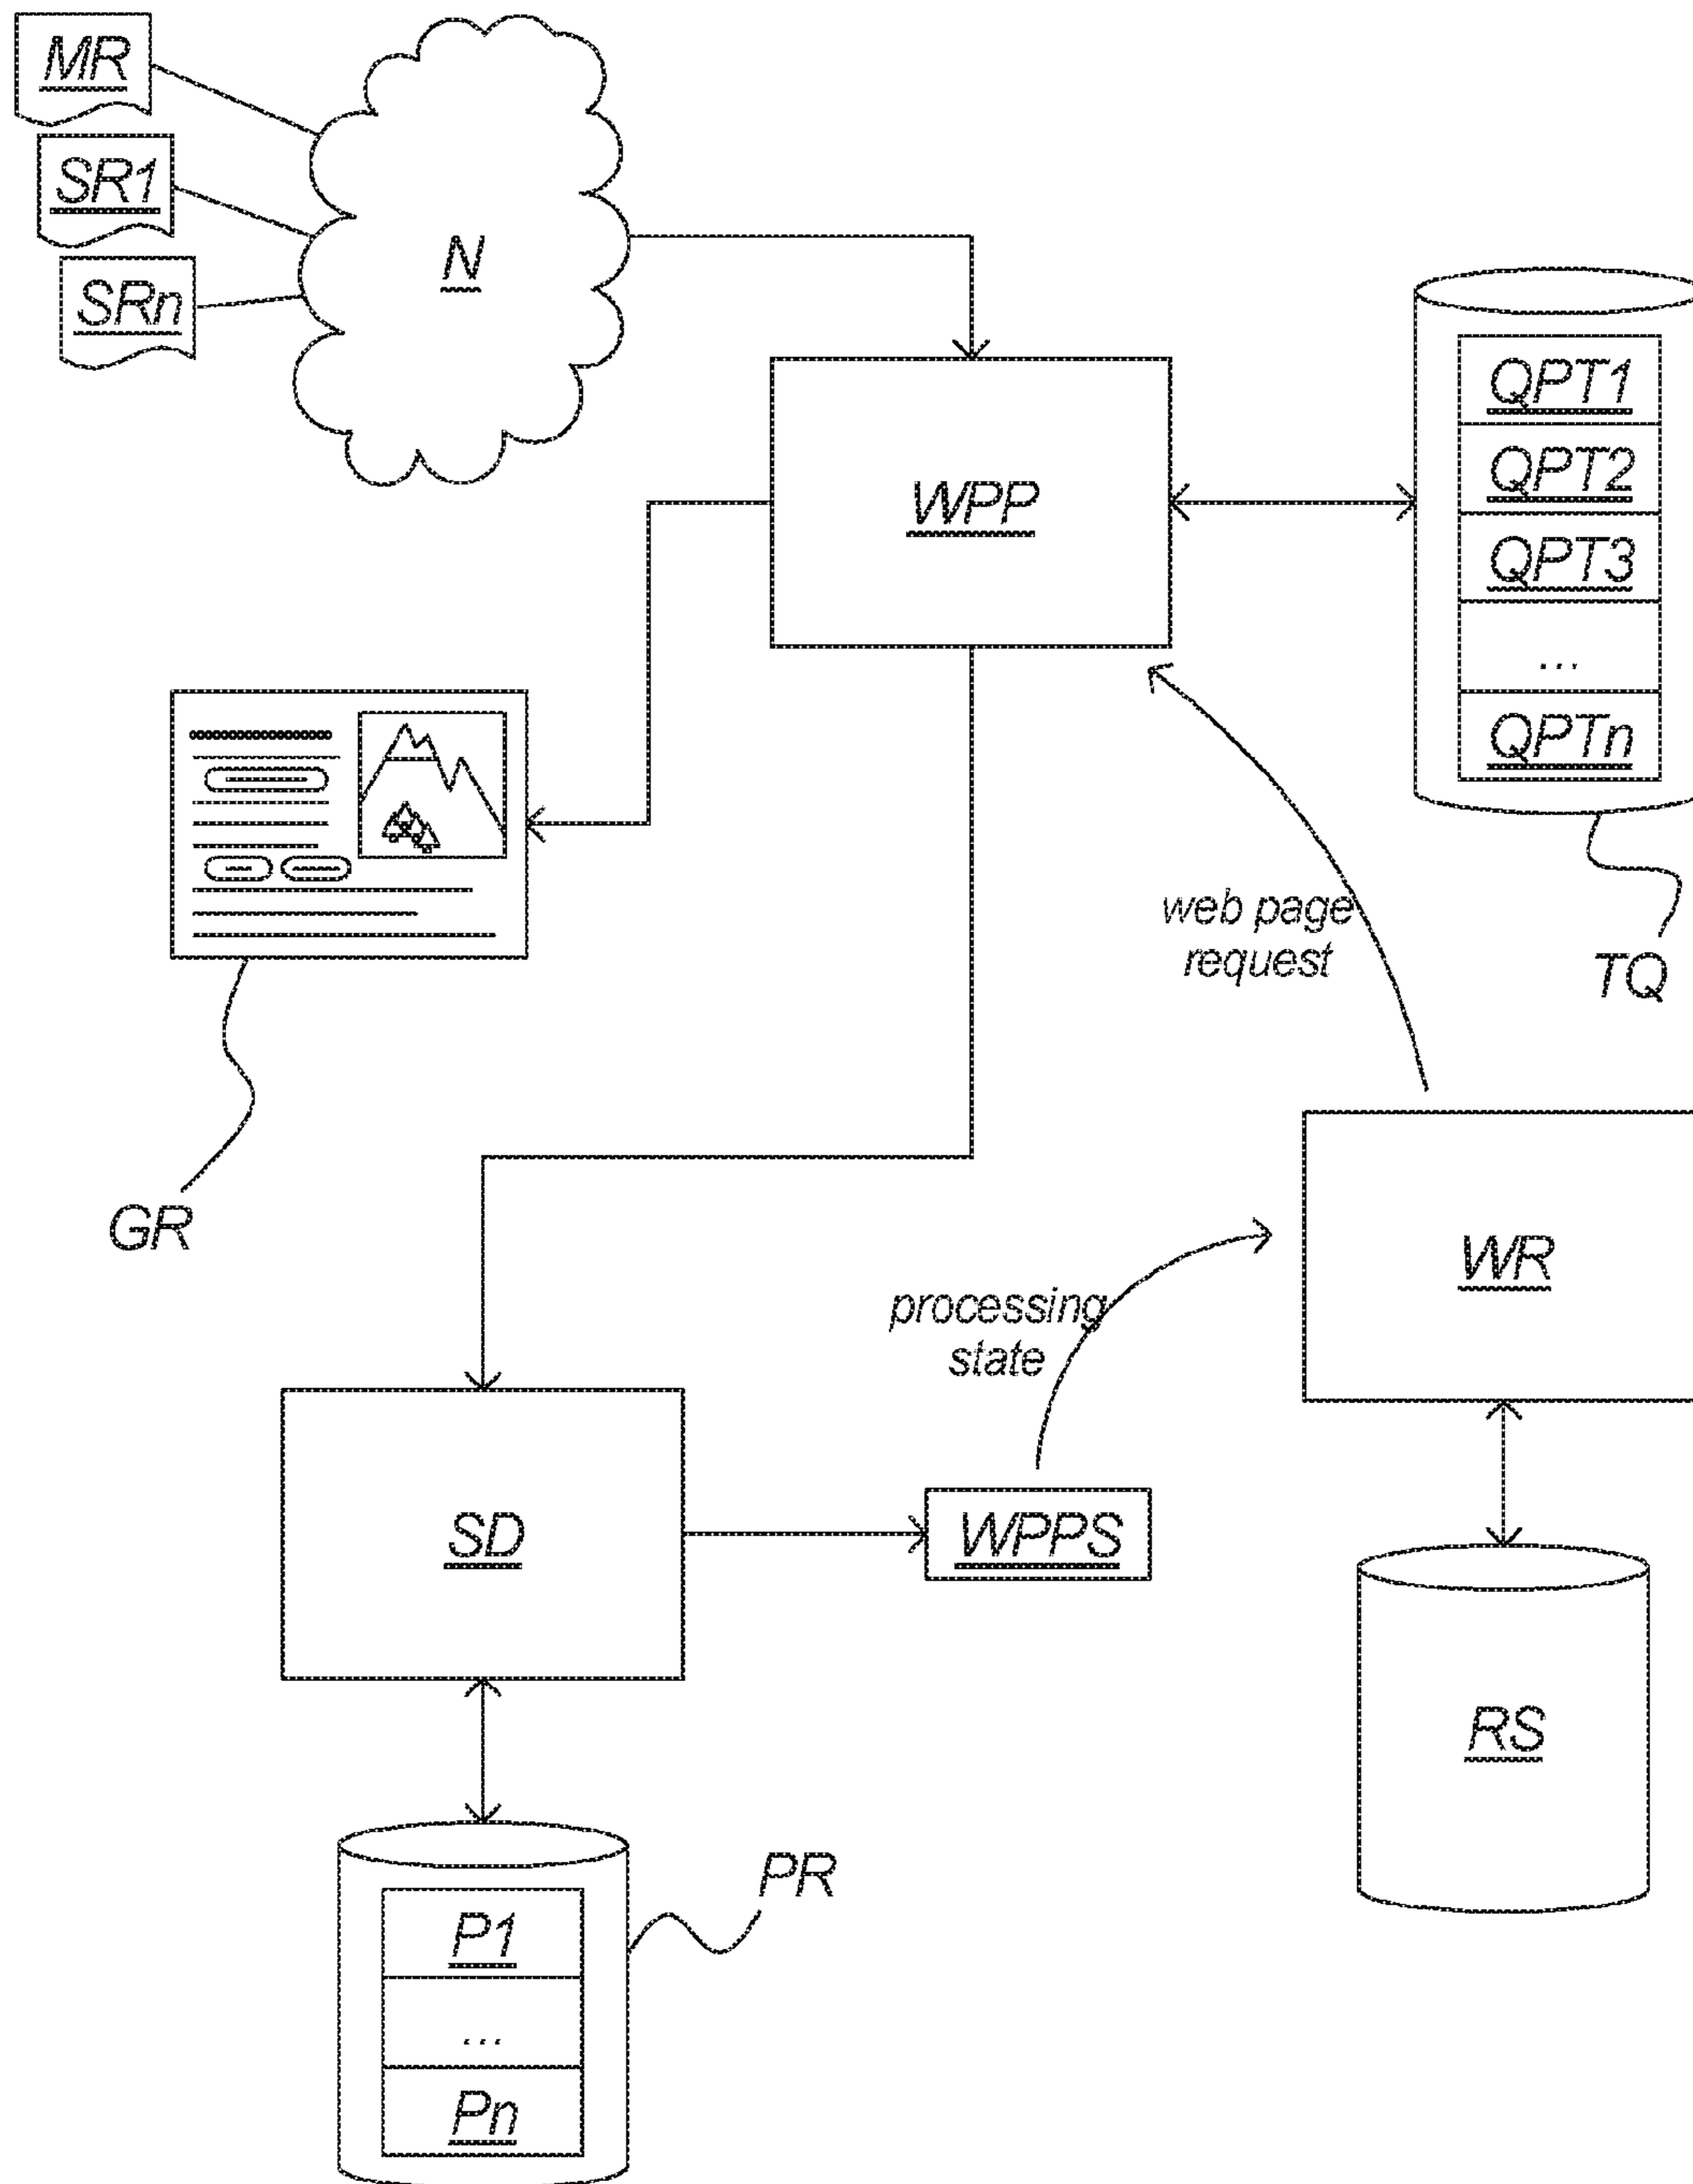 MR
SR1
SRn
N
WPP
QPT1
QPT2
QPT3
...
QPTn
TQ
web page
request
GR
WR
processing
state
SD
WPPS
RS
PR
P1
...
Pn